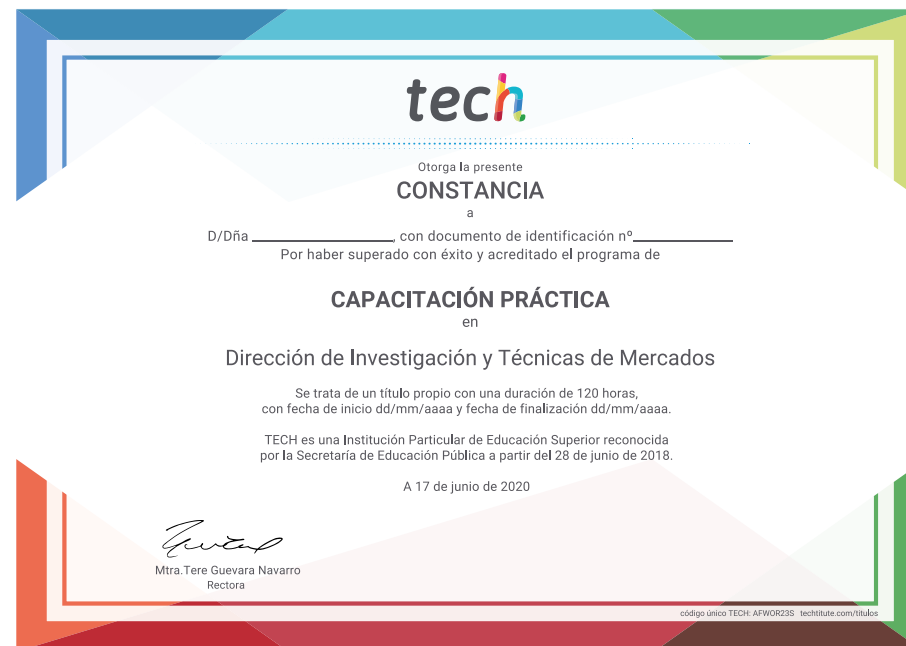 tech
Otorga la presente
CONSTANCIA
a
D/Dña ____________________, con documento de identificación nº______________
Por haber superado con éxito y acreditado el programa de
CAPACITACIÓN PRÁCTICA
en
Dirección de Investigación y Técnicas de Mercados
Se trata de un título propio con una duración de 120 horas,
con fecha de inicio dd/mm/aaaa y fecha de finalización dd/mm/aaaa.
TECH es una Institución Particular de Educación Superior reconocida
por la Secretaría de Educación Pública a partir del 28 de junio de 2018.
A 17 de junio de 2020
Mtra.Tere Guevara Navarro
Rectora
código único TECH: AFWOR23S techtitute.com/titulos